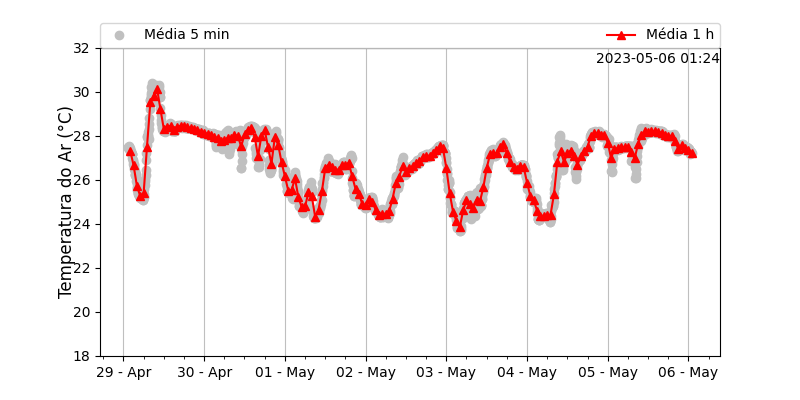 Média 5 min
Média 1 h
2023-05-06 01:24
Temperatura do Ar (°C)
32
30
28
26
24
22
20
18
29 - Apr
30 - Apr
01 - May
02 - May
03 - May
04 - May
05 - May
06 - May